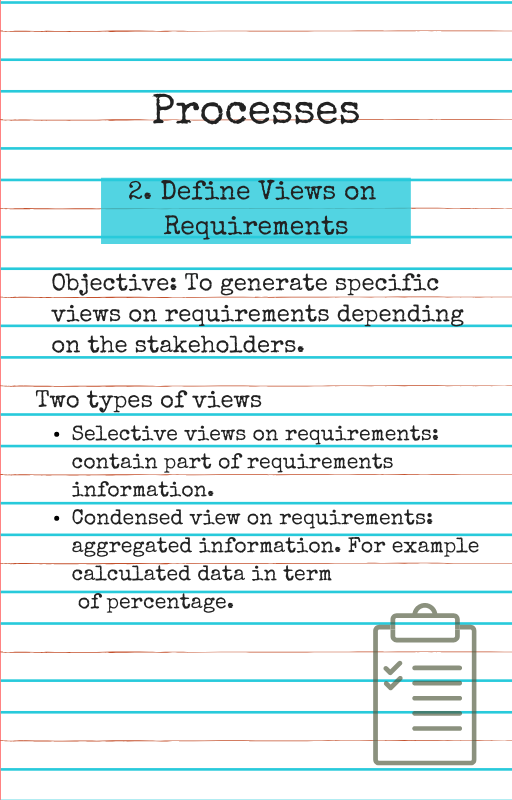 Processes
2. Define Views on
Requirements
Objective: To generate specific
views on requirements depending
on the stakeholders.
Two types of views
• Selective views on requirements:
contain part of requirements
information.
• Condensed view on requirements:
aggregated information. For example
calculated data in term
of percentage.